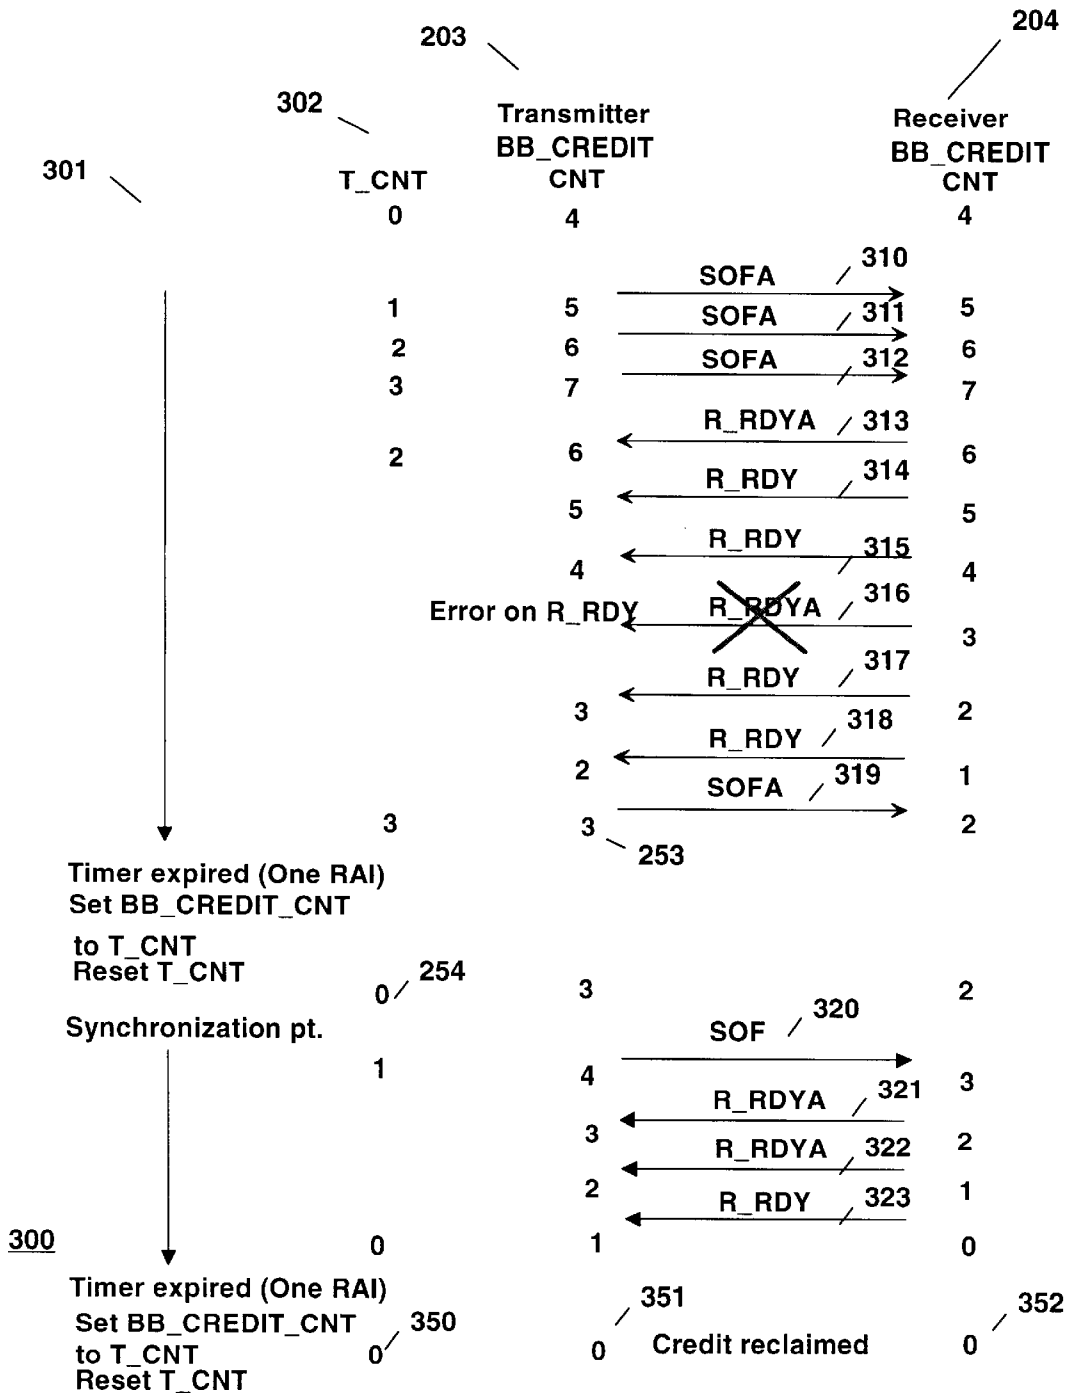 204
203
302
Transmitter
BB_CREDIT
CNT
Receiver
BB_CREDIT
CNT
301
T_CNT
0 4 4
SOFA 310
1 5 5
SOFA 311
2 6 6
SOFA 312
3 7 7
R_RDYA 313
2 6 6
R_RDY 314
5 5
R_RDY 315
4 4
Error on R_RDY R_RDYA 316
3
R_RDY 317
3 2
R_RDY 318
2 1
SOFA 319
3 3 2
253
Timer expired (One RAI)
Set BB_CREDIT_CNT
to T_CNT
Reset T_CNT
0 254 3 2
Synchronization pt.
SOF 320
1 4 3
R_RDYA 321
3 2
R_RDYA 322
2 1
R_RDY 323
300
0 1 0
Timer expired (One RAI)
Set BB_CREDIT_CNT
to T_CNT
Reset T_CNT
0 350
0 351
Credit reclaimed
0 352